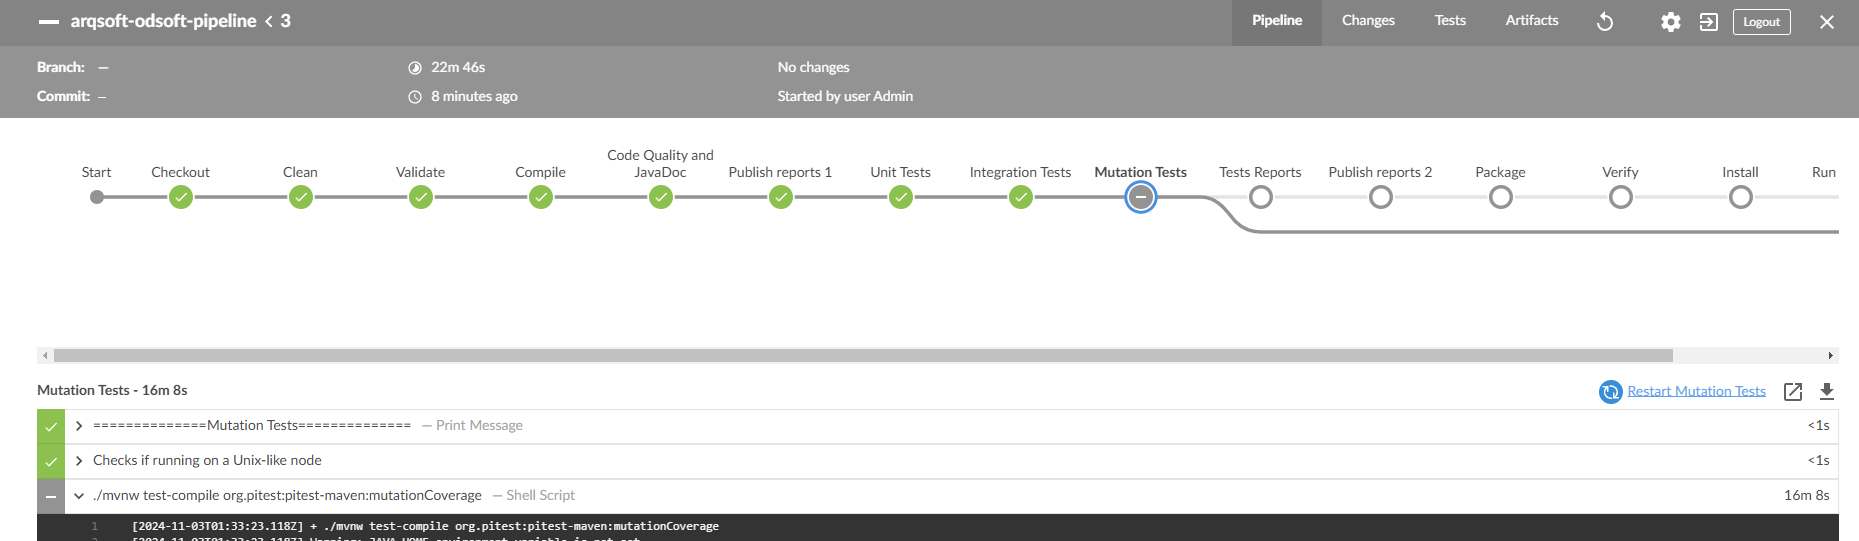 arqsoft-odsoft-pipeline < 3
Pipeline Changes Tests Artifacts Logout
Branch: — 22m 46s No changes
Commit: — 8 minutes ago Started by user Admin
Start Checkout Clean Validate Compile Code Quality and JavaDoc Publish reports 1 Unit Tests Integration Tests Mutation Tests Tests Reports Publish reports 2 Package Verify Install Run
Mutation Tests - 16m 8s Restart Mutation Tests
==============Mutation Tests============== — Print Message <1s
Checks if running on a Unix-like node <1s
./mvnw test-compile org.pitest:pitest-maven:mutationCoverage — Shell Script 16m 8s
1 [2024-11-03T01:33:23.118Z] + ./mvnw test-compile org.pitest:pitest-maven:mutationCoverage